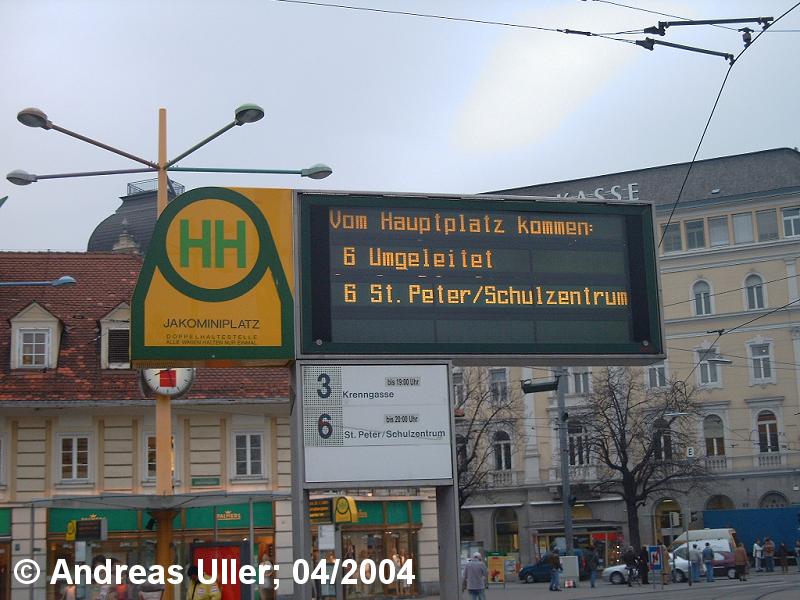 KASSE
Vom Hauptplatz kommen:
6 Umgeleitet
6 St. Peter/Schulzentrum
HH
JAKOMINIPLATZ
DOPPELHALTESTELLE
ALLE WAGEN HALTEN NUR EINMAL
3 bis 19:00 Uhr
Krenngasse
6 bis 20:00 Uhr
St. Peter/Schulzentrum
E
PALMERS
© Andreas Uller; 04/2004